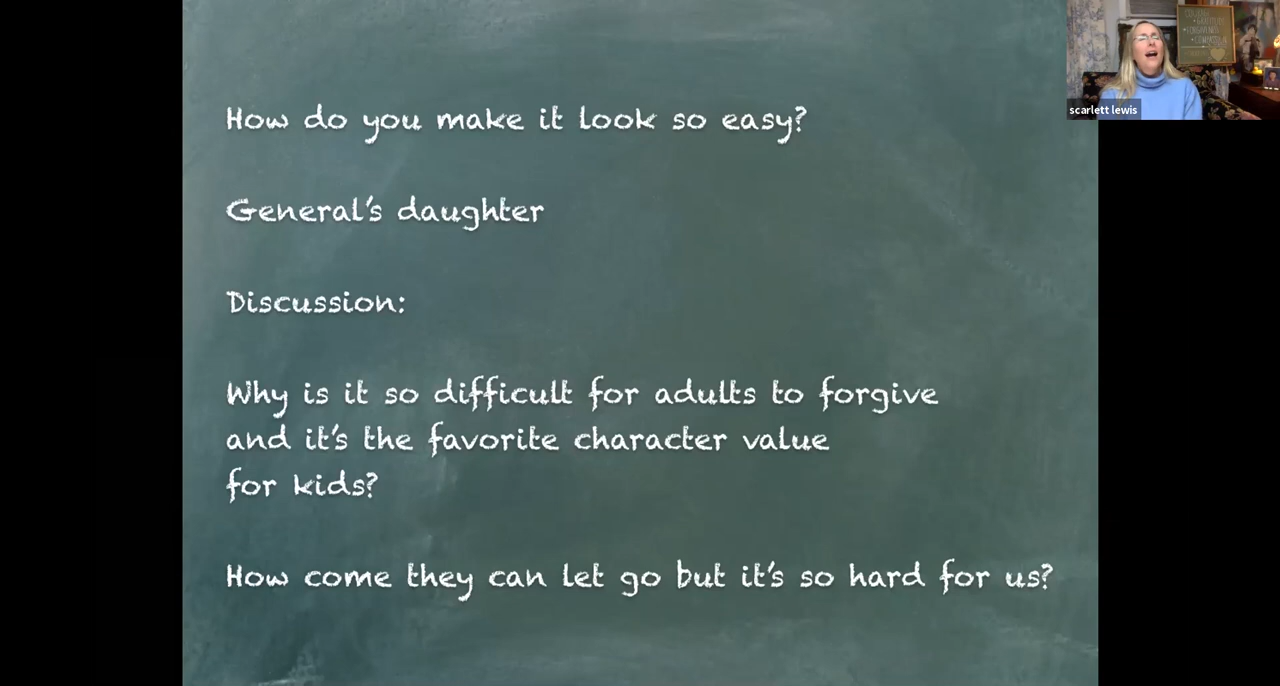 How do you make it look so easy?
General's daughter
Discussion:
Why is it so difficult for adults to forgive
and it's the favorite character value
for kids?
How come they can let go but it's so hard for us?
scarlett lewis